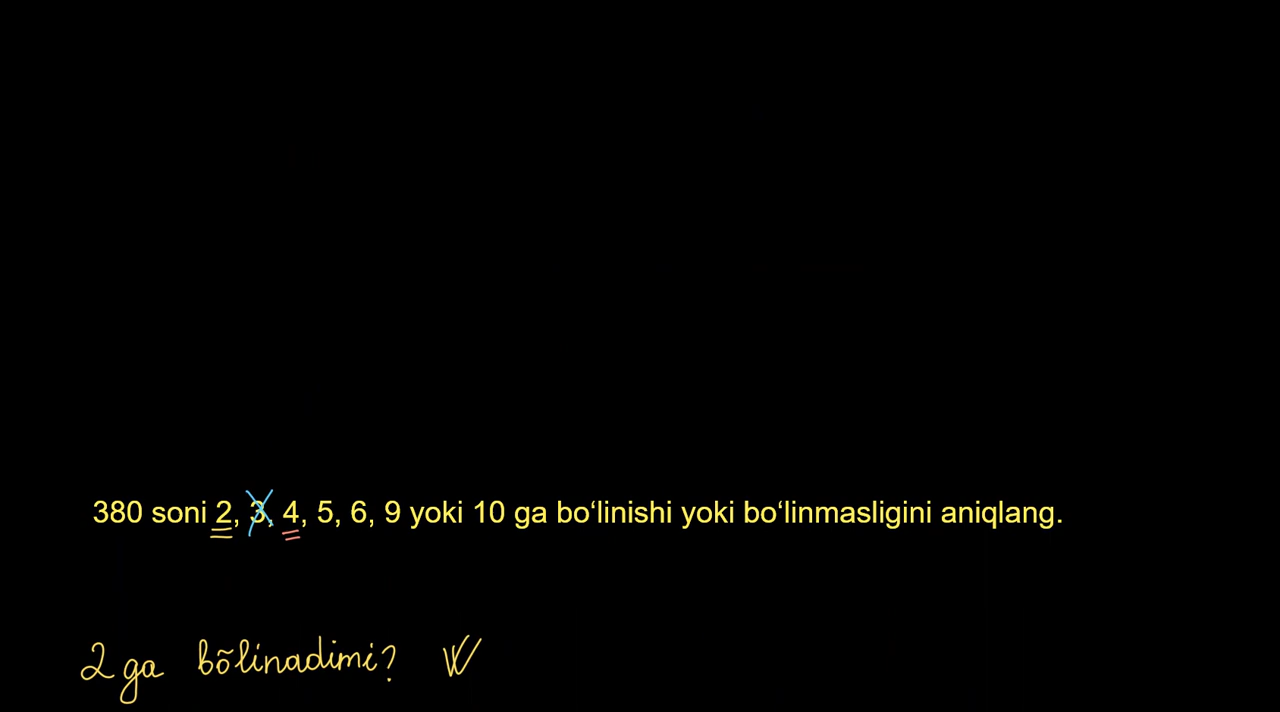 380 soni 2, 3, 4, 5, 6, 9 yoki 10 ga bo‘linishi yoki bo‘linmasligini aniqlang.
2 ga bõlinadimi?